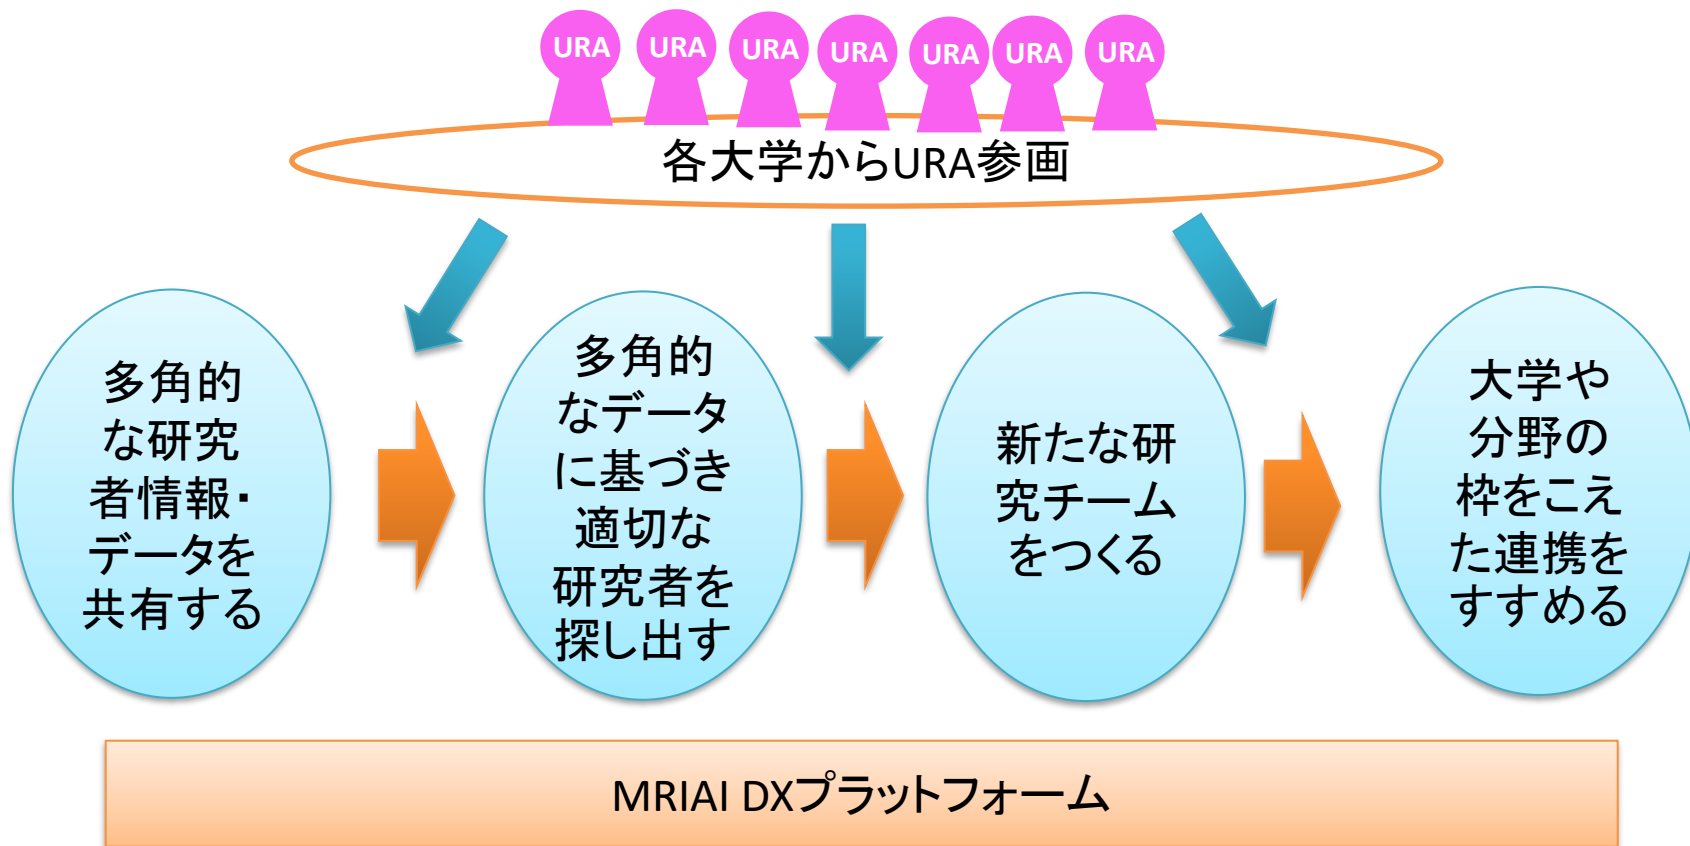 URA URA URA URA URA URA URA
各大学からURA参画
多角的
な研究
者情報・
データを
共有する
多角的
なデータ
に基づき
適切な
研究者を
探し出す
新たな研
究チーム
をつくる
大学や
分野の
枠をこえ
た連携を
すすめる
MRIAI DXプラットフォーム